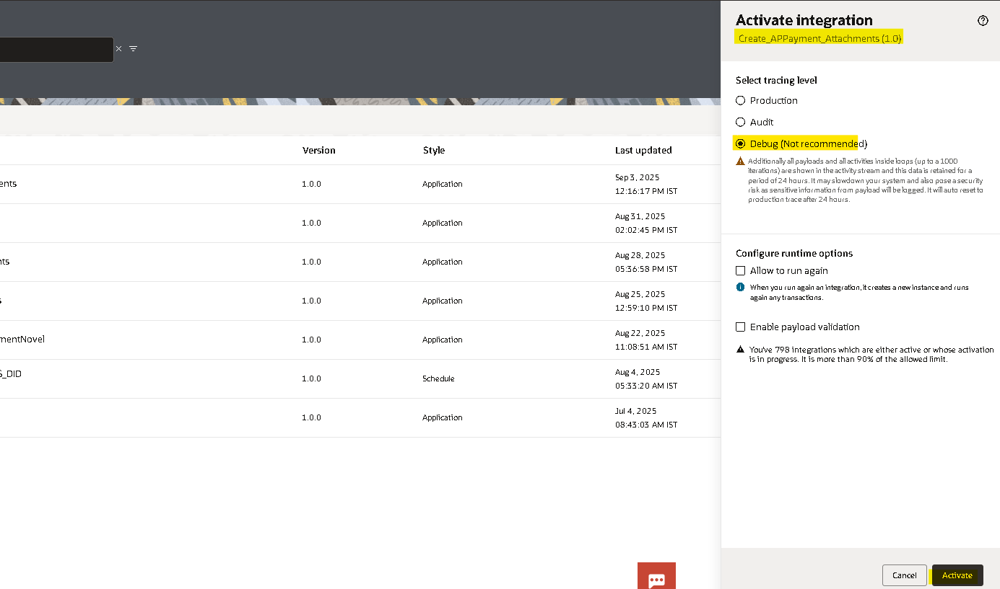 Activate integration
Create_APPayment_Attachments (1.0)
Select tracing level
Production
Audit
Debug (Not recommended)
Additionally all payloads and all activities inside loops (up to a 1000
iterations) are shown in the activity stream and this data is retained for a
period of 24 hours. It may slowdown your system and also pose a security
risk as sensitive information from payload will be logged. It will auto reset to
production trace after 24 hours.
Configure runtime options
Allow to run again
When you run again an integration, it creates a new instance and runs
again any transactions.
Enable payload validation
You've 798 integrations which are either active or whose activation
is in progress. It is more than 90% of the allowed limit.
Cancel Activate
Version Style Last updated
ents 1.0.0 Application Sep 3, 2025
12:16:17 PM IST
1.0.0 Application Aug 31, 2025
02:02:45 PM IST
nts 1.0.0 Application Aug 28, 2025
05:36:58 PM IST
s 1.0.0 Application Aug 25, 2025
12:59:10 PM IST
mentNovel 1.0.0 Application Aug 22, 2025
11:08:51 AM IST
S_DID 1.0.0 Schedule Aug 4, 2025
05:33:20 AM IST
1.0.0 Application Jul 4, 2025
08:43:03 AM IST